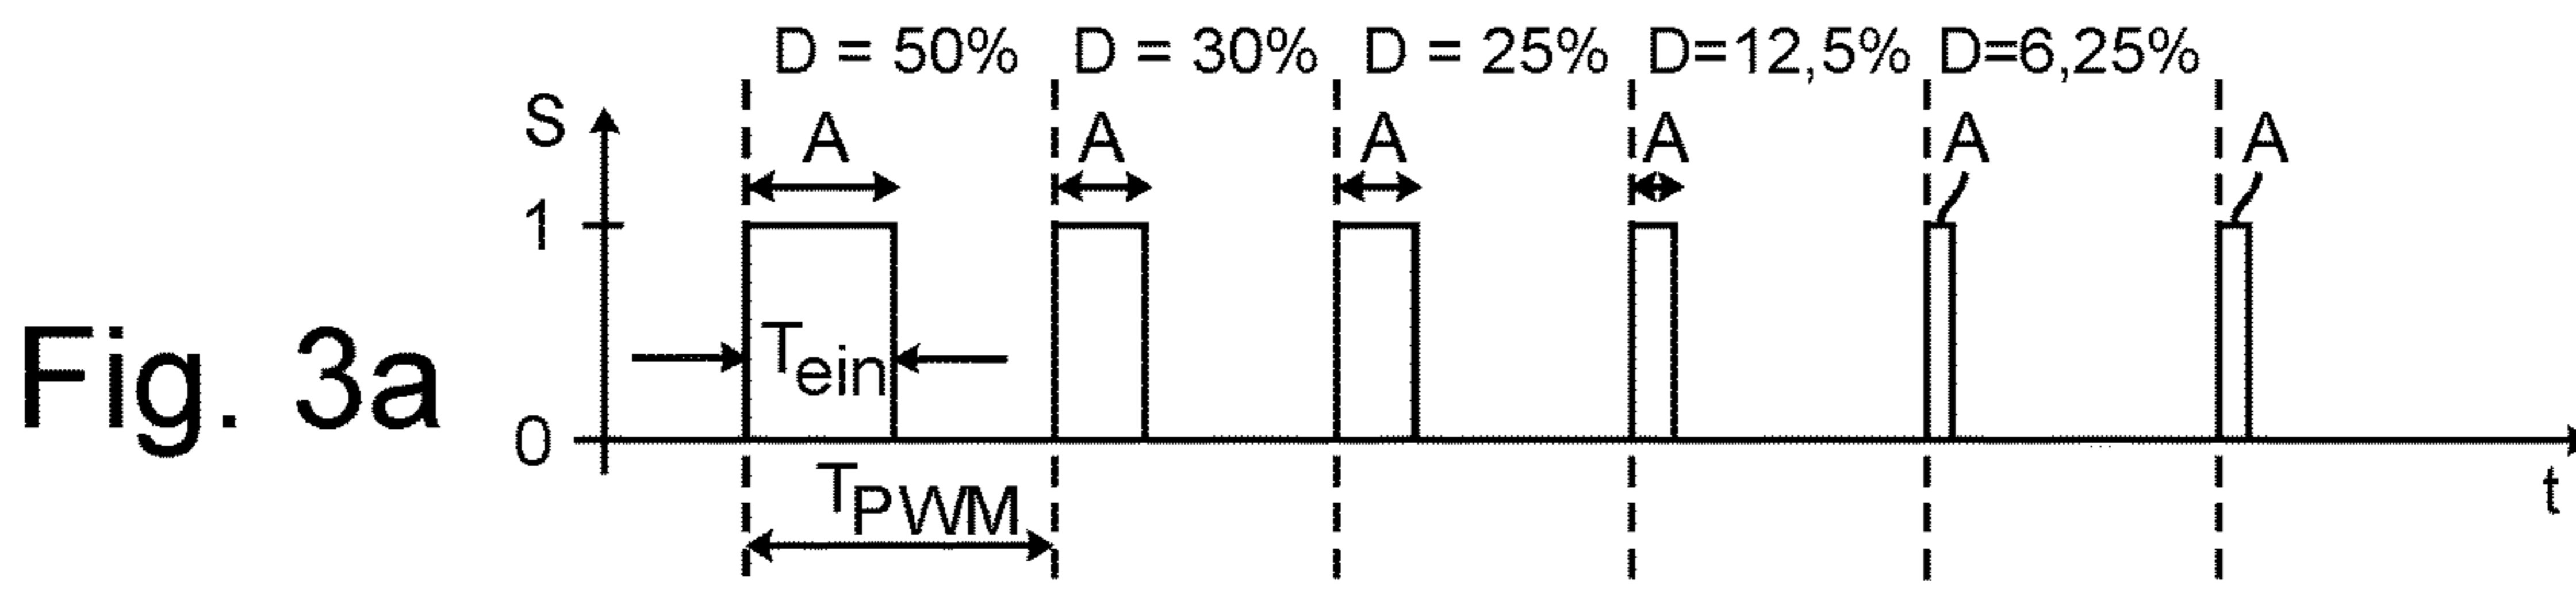 D = 50% D = 30% D = 25% D=12,5% D=6,25%
S A A A A A A
1
Tein
Fig. 3a
0
TPWM
t